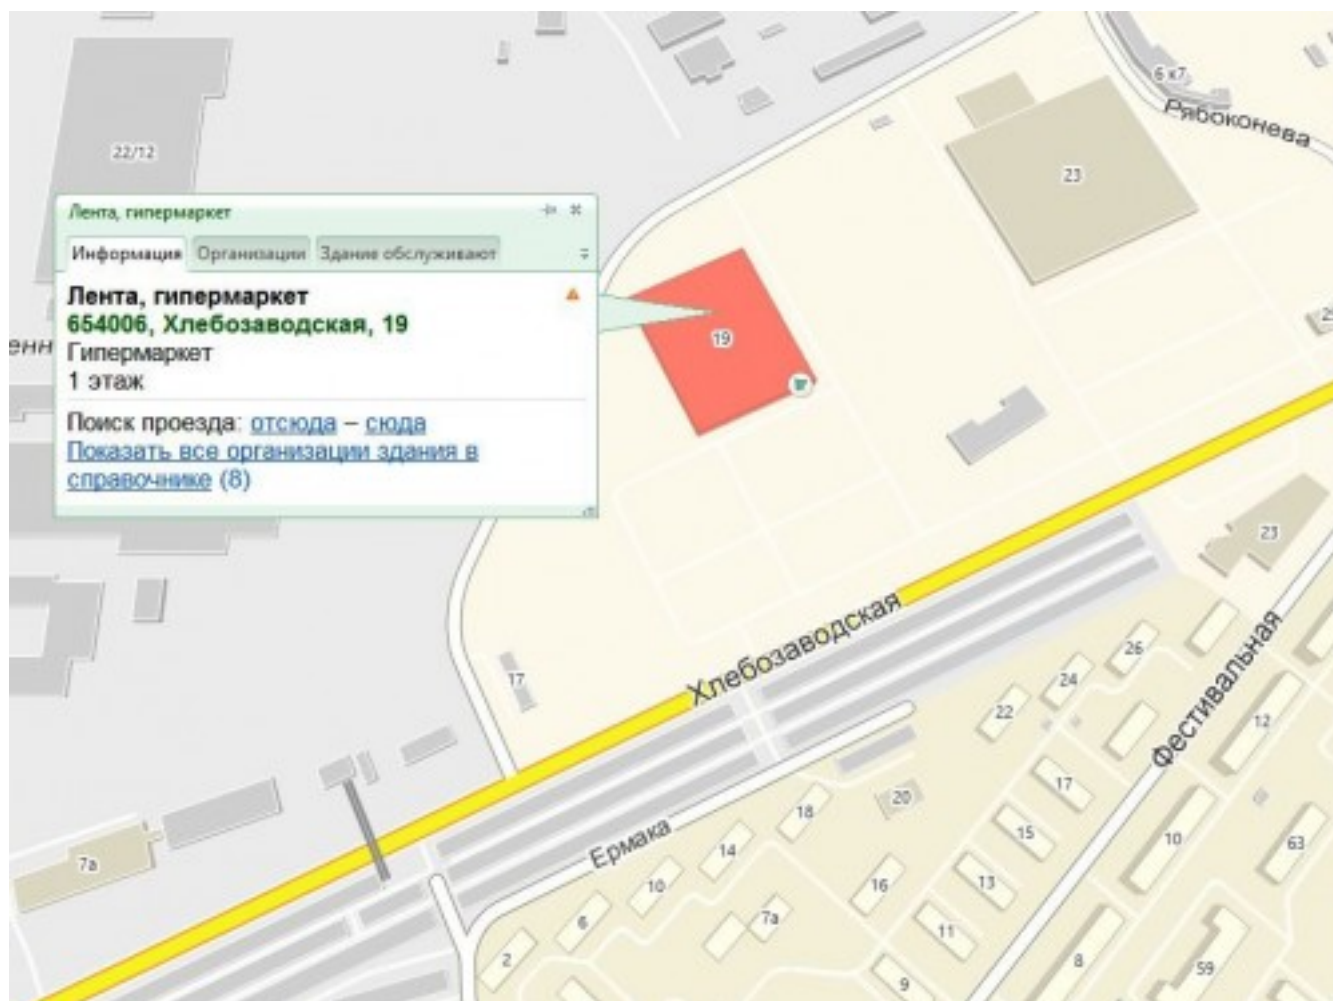 6 к7
Рябоконева
22/12
23
Лента, гипермаркет
Информация Организации Здание обслуживают
Лента, гипермаркет
654006, Хлебозаводская, 19
Гипермаркет
1 этаж
Поиск проезда: отсюда – сюда
Показать все организации здания в
справочнике (8)
енн
19
23
Хлебозаводская
17
26
24
22
Фестивальная
12
17
20
18
15
10
63
Ермака
14
13
16
10
7а
7а
6
11
2
8
59
9